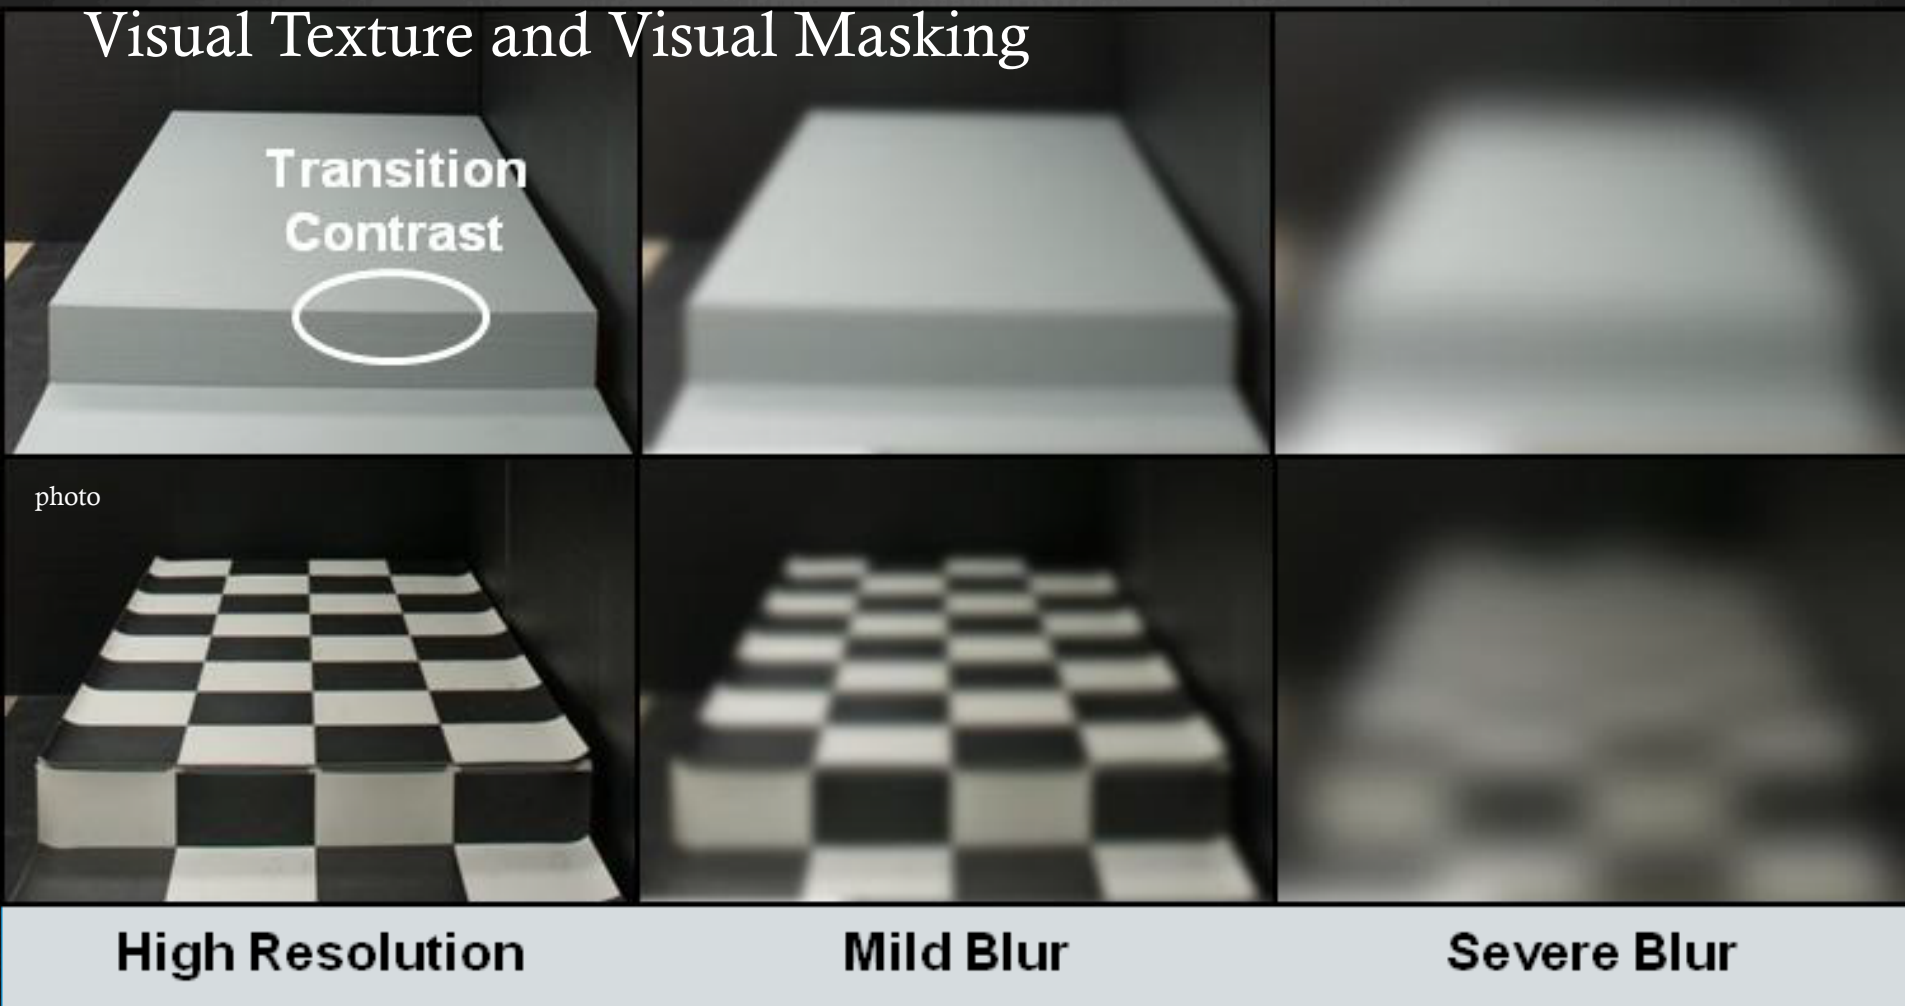 Visual Texture and Visual Masking
Transition
Contrast
photo
High Resolution
Mild Blur
Severe Blur